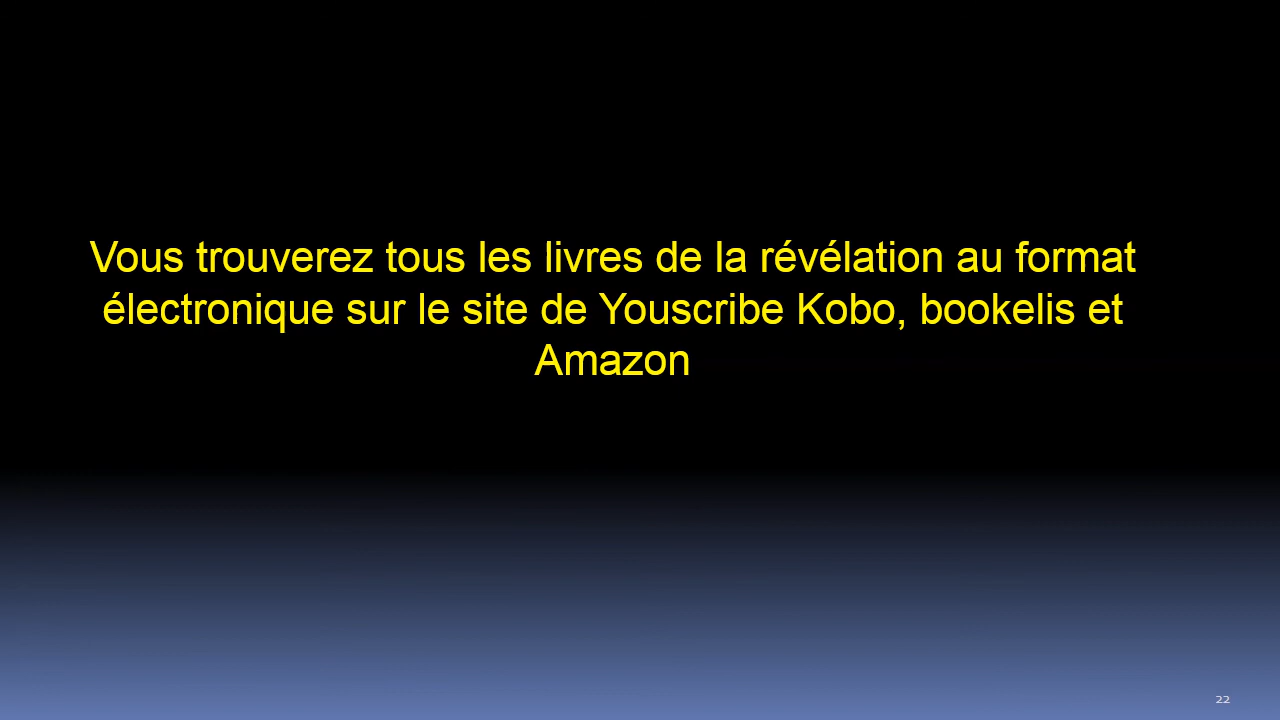 Vous trouverez tous les livres de la révélation au format
électronique sur le site de Youscribe Kobo, bookelis et
Amazon
22